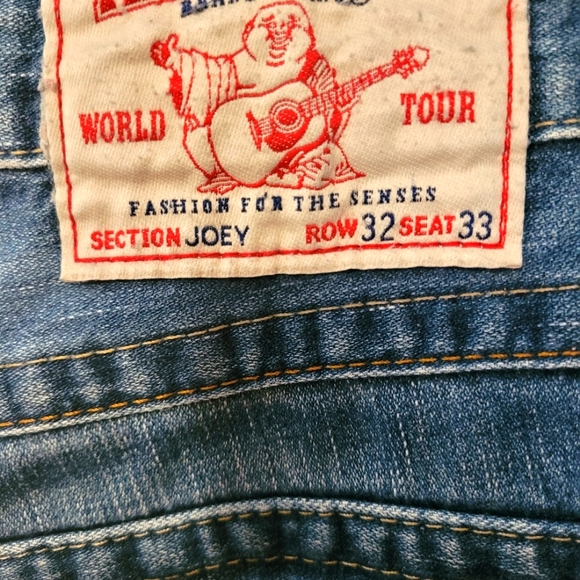 WORLD TOUR
FASHION FOR THE SENSES
SECTION JOEY ROW 32 SEAT 33